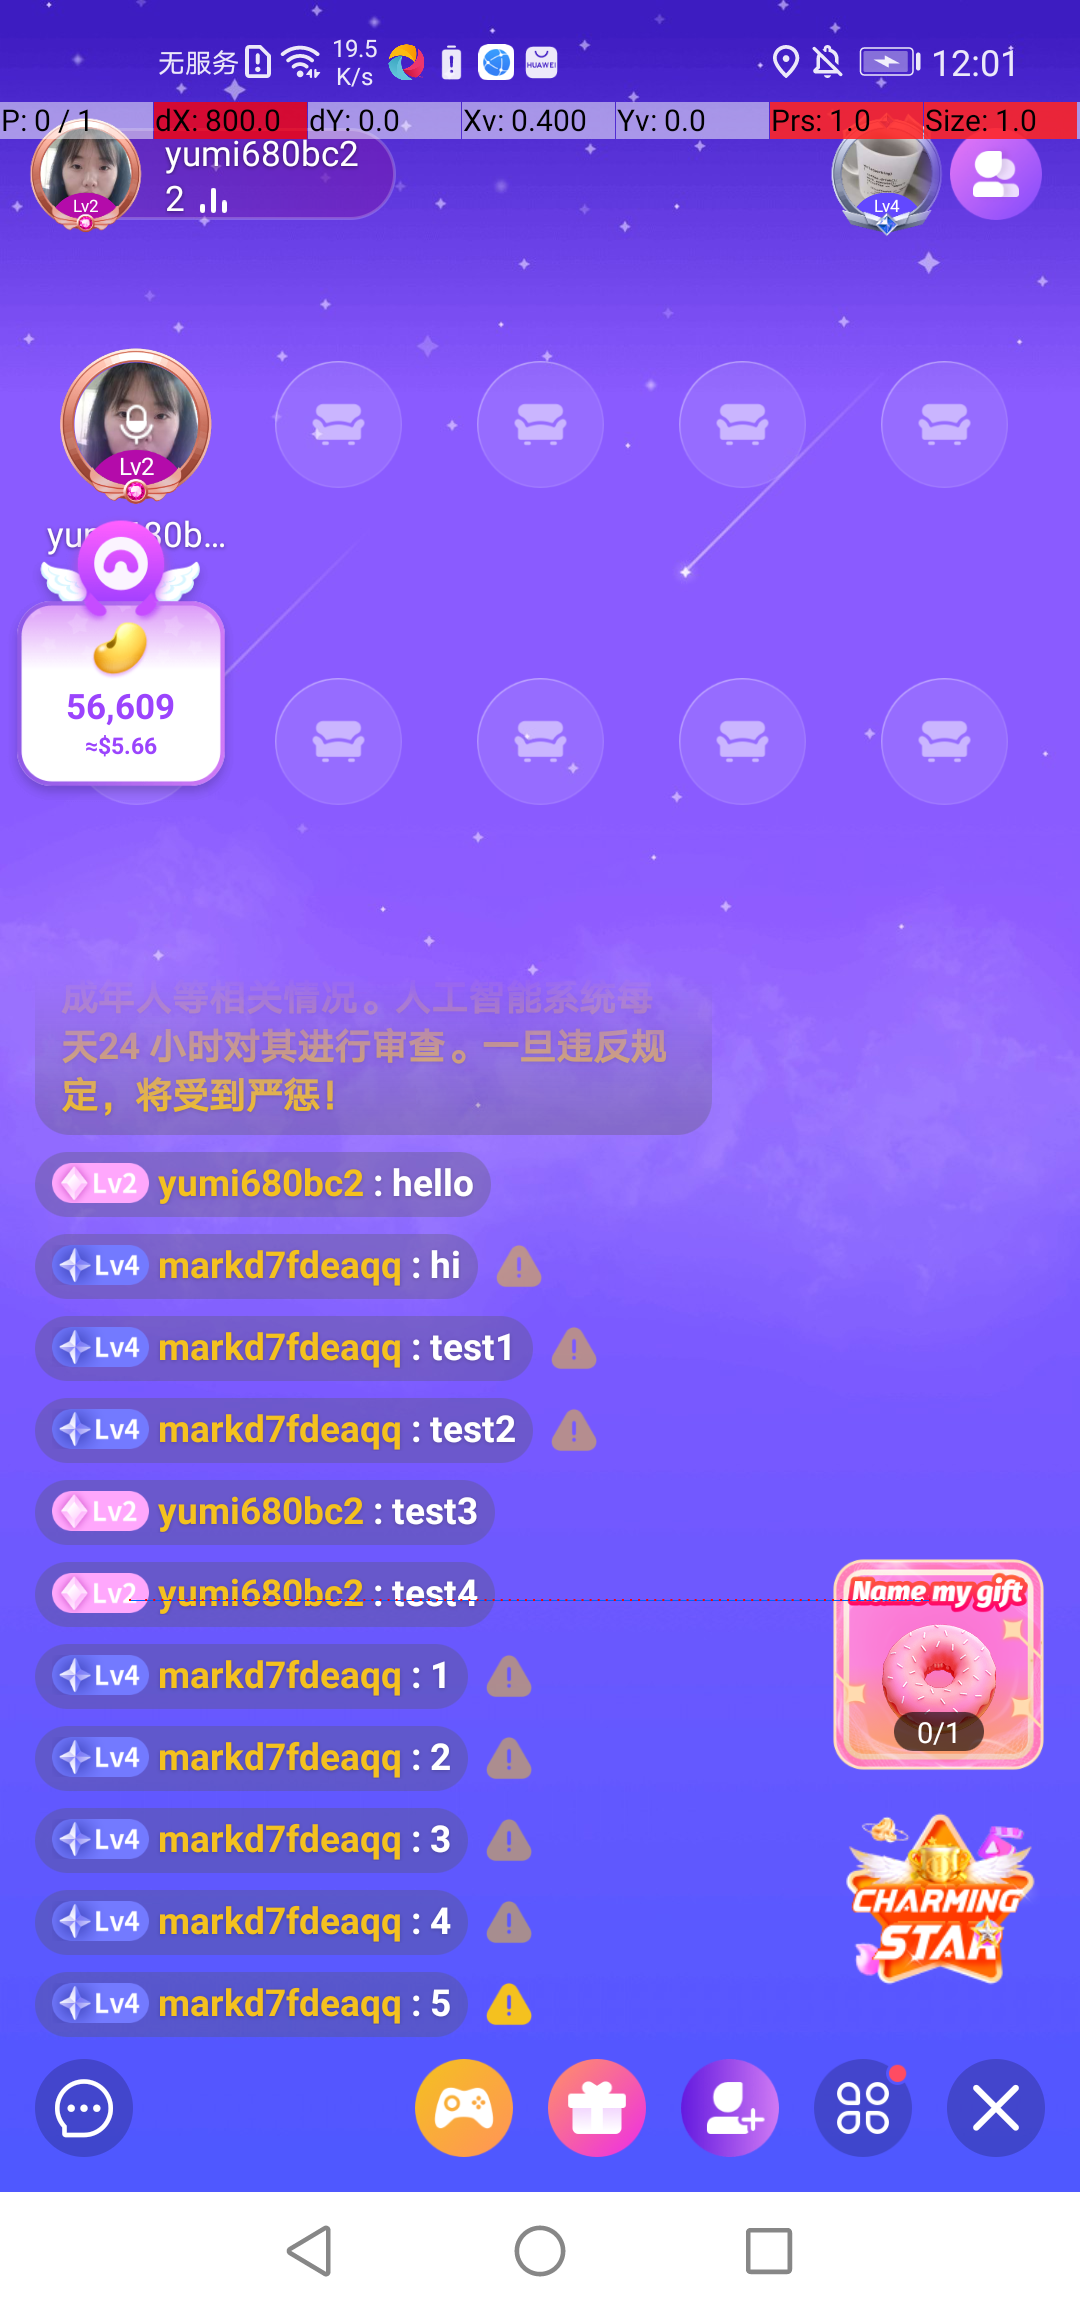 无服务
19.5
K/s
HUAWEI
12:01
P: 0 / 1
dX: 800.0
dY: 0.0
Xv: 0.400
Yv: 0.0
Prs: 1.0
Size: 1.0
yumi680bc2
Lv2
2
Lv4
Lv2
56,609
≈$5.66
成年人等相关情况。人工智能系统每
天24 小时对其进行审查。一旦违反规
定，将受到严惩！
Lv2 yumi680bc2 : hello
Lv4 markd7fdeaqq : hi
Lv4 markd7fdeaqq : test1
Lv4 markd7fdeaqq : test2
Lv2 yumi680bc2 : test3
Lv2 yumi680bc2 : test4
Lv4 markd7fdeaqq : 1
Lv4 markd7fdeaqq : 2
Lv4 markd7fdeaqq : 3
Lv4 markd7fdeaqq : 4
Lv4 markd7fdeaqq : 5
Name my gift
0/1
CHARMING
STAR